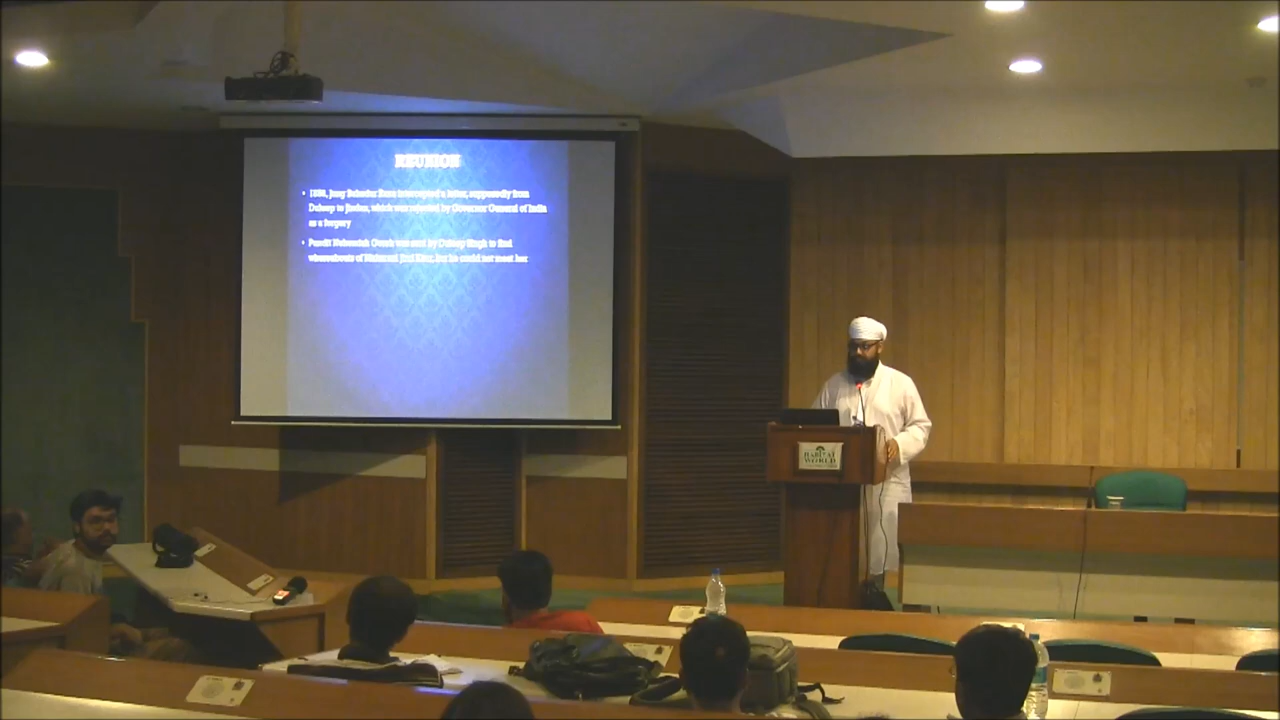 REUNION
Jung Bahadur Rana intercepted a letter, supposedly from
Duleep to Jindan, which was rejected by Governor General of India
as a forgery
Pandit Nehemiah Goreh was sent by Duleep Singh to find
whereabouts of Maharani Jind Kaur, but he could not meet her
HABITAT
WORLD